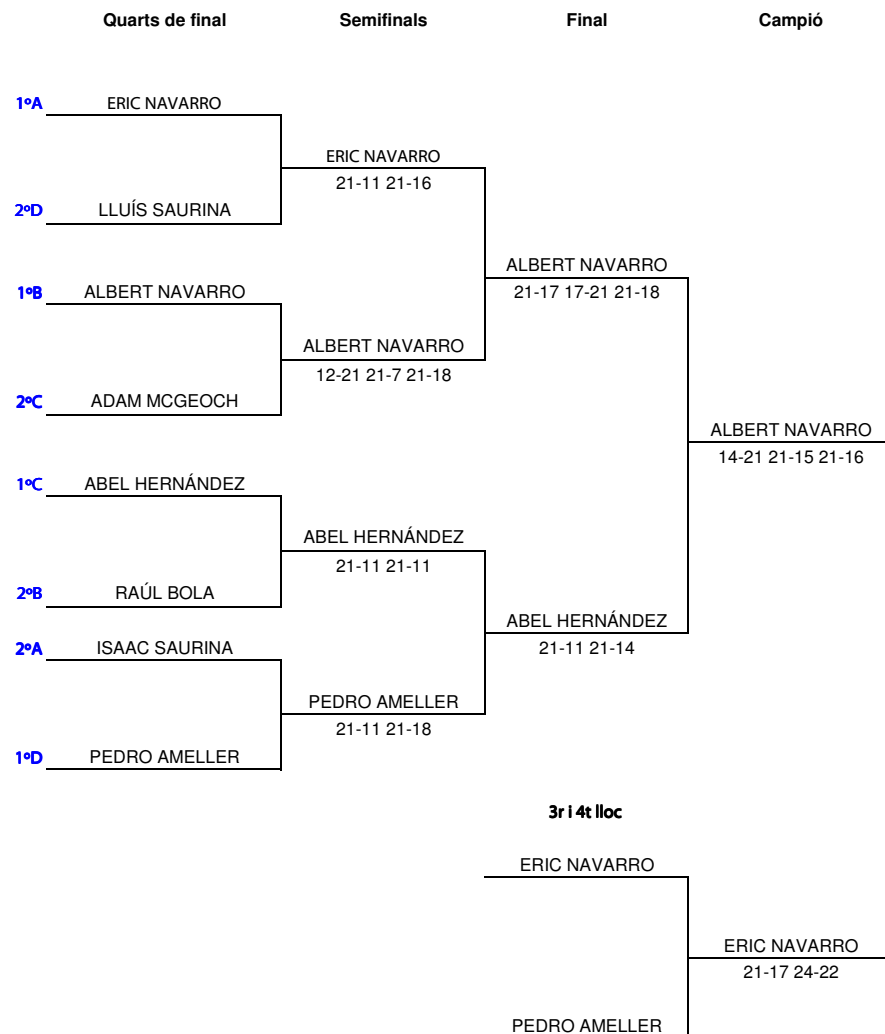 Quarts de final Semifinals Final Campió
1ºA ERIC NAVARRO
ERIC NAVARRO
21-11 21-16
2ºD LLUÍS SAURINA
ALBERT NAVARRO
21-17 17-21 21-18
1ºB ALBERT NAVARRO
ALBERT NAVARRO
12-21 21-7 21-18
2ºC ADAM MCGEOCH
ALBERT NAVARRO
14-21 21-15 21-16
1ºC ABEL HERNÁNDEZ
ABEL HERNÁNDEZ
21-11 21-11
2ºB RAÚL BOLA
ABEL HERNÁNDEZ
21-11 21-14
2ºA ISAAC SAURINA
PEDRO AMELLER
21-11 21-18
1ºD PEDRO AMELLER
3r i 4t lloc
ERIC NAVARRO
ERIC NAVARRO
21-17 24-22
PEDRO AMELLER